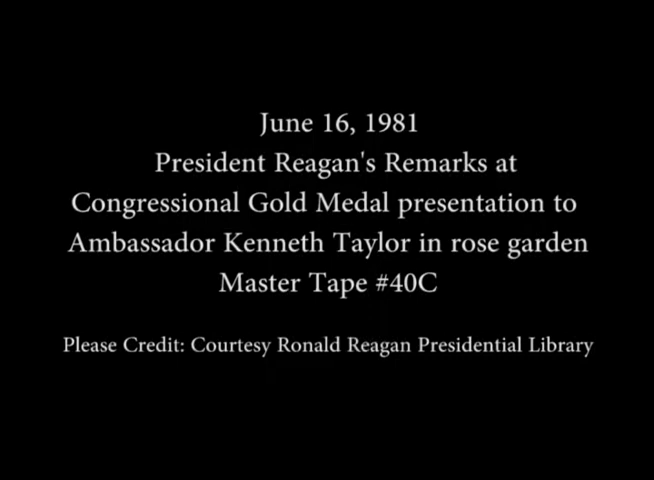 June 16, 1981
President Reagan's Remarks at
Congressional Gold Medal presentation to
Ambassador Kenneth Taylor in rose garden
Master Tape #40C
Please Credit: Courtesy Ronald Reagan Presidential Library